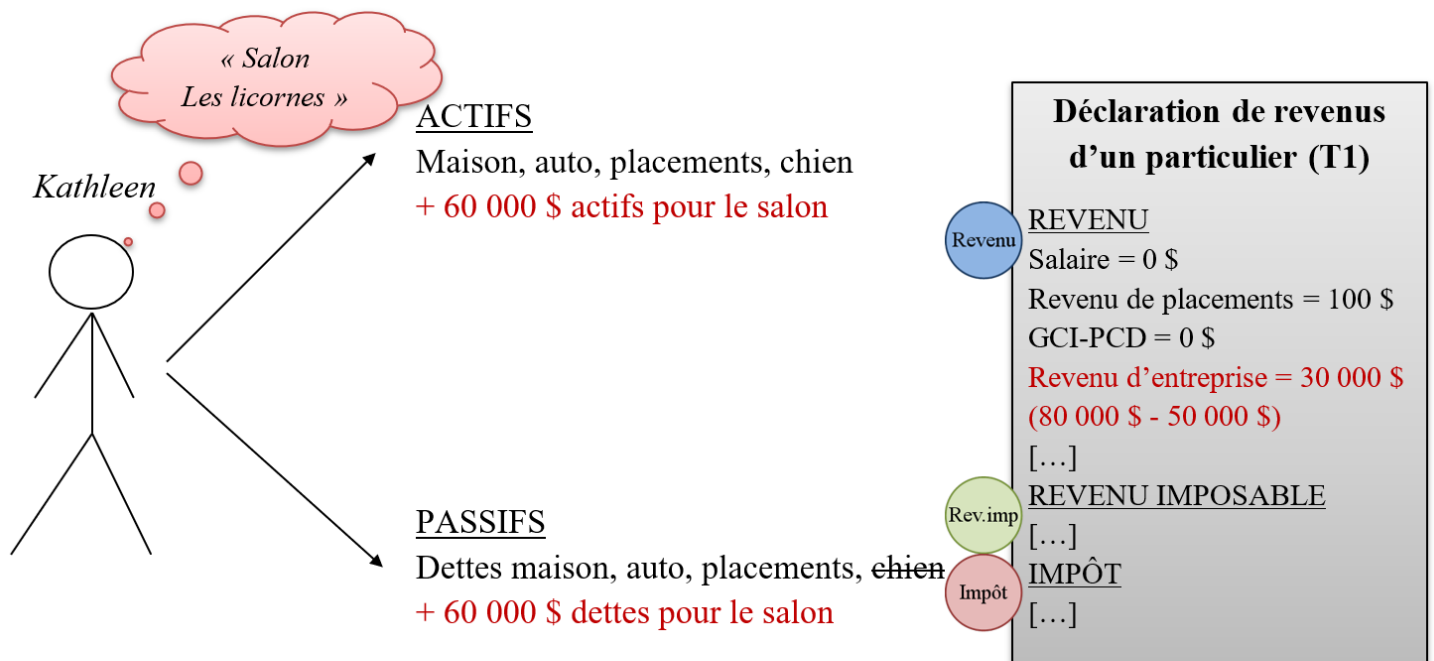 « Salon
Les licornes »
Kathleen
ACTIFS
Maison, auto, placements, chien
+ 60 000 $ actifs pour le salon
PASSIFS
Dettes maison, auto, placements, chien
+ 60 000 $ dettes pour le salon
Déclaration de revenus
d’un particulier (T1)
Revenu
REVENU
Salaire = 0 $
Revenu de placements = 100 $
GCI-PCD = 0 $
Revenu d’entreprise = 30 000 $
(80 000 $ - 50 000 $)
[…]
Rev.imp
REVENU IMPOSABLE
[…]
Impôt
IMPÔT
[…]